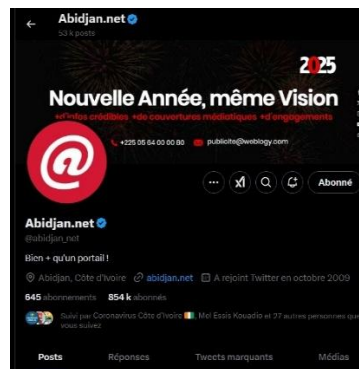 Abidjan.net
53 k posts
2025
Nouvelle Année, même Vision
+d'infos crédibles +de couvertures médiatiques +d'engagements
+225 05 64 00 00 80 publicite@weblogy.com
@
Abonné
Abidjan.net
@abidjan_net
Bien + qu'un portail !
Abidjan, Côte d'Ivoire abidjan.net A rejoint Twitter en octobre 2009
645 abonnements 854 k abonnés
Suivi par Coronavirus Côte d'Ivoire 🇨🇮, Mel Essis Kouadio et 27 autres personnes que
vous suivez
Posts Réponses Tweets marquants Médias